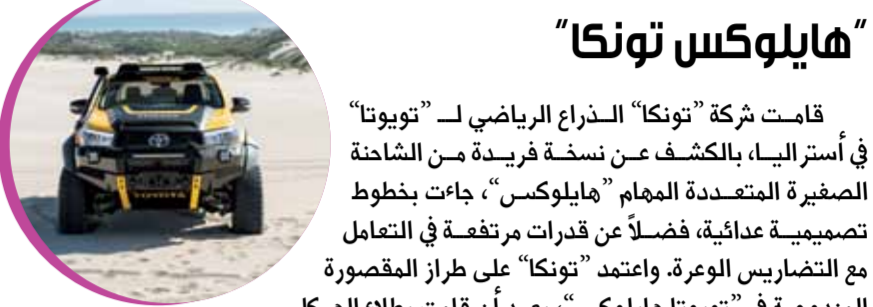 ”هايلوكس تونكا“
قامت شركة ”تونكا“ الذراع الرياضي لـ ”تويوتا“
في أستراليا، بالكشف عن نسخة فريدة من الشاحنة
الصغيرة المتعددة المهام ”هايلوكس“، جاءت بخطوط
تصميمية عدائية، فضلاً عن قدرات مرتفعة في التعامل
مع التضاريس الوعرة. واعتمد ”تونكا“ على طراز المقصورة
TOYOTA